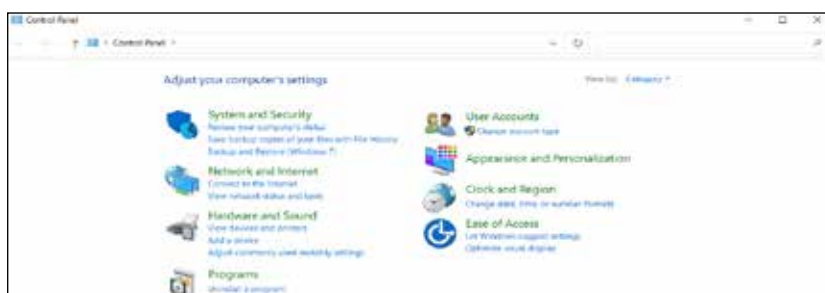 Control Panel
Control Panel
Adjust your computer's settings
View by: Category
System and Security
Review your computer's status
Save backup copies of your files with File History
Backup and Restore (Windows 7)
Network and Internet
Connect to the Internet
View network status and tasks
Hardware and Sound
View devices and printers
Add a device
Adjust commonly used mobility settings
Programs
Uninstall a program
User Accounts
Change account type
Appearance and Personalization
Clock and Region
Change date, time, or number formats
Ease of Access
Let Windows suggest settings
Optimize visual display